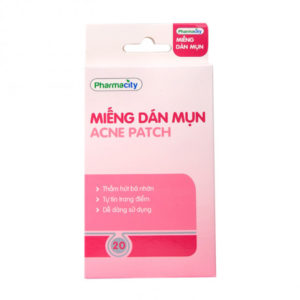 Pharmacity
MIẾNG
DÁN MỤN
Pharmacity
MIẾNG DÁN MỤN
ACNE PATCH
Thấm hút bã nhờn
Tự tin trang điểm
Dễ dàng sử dụng
20